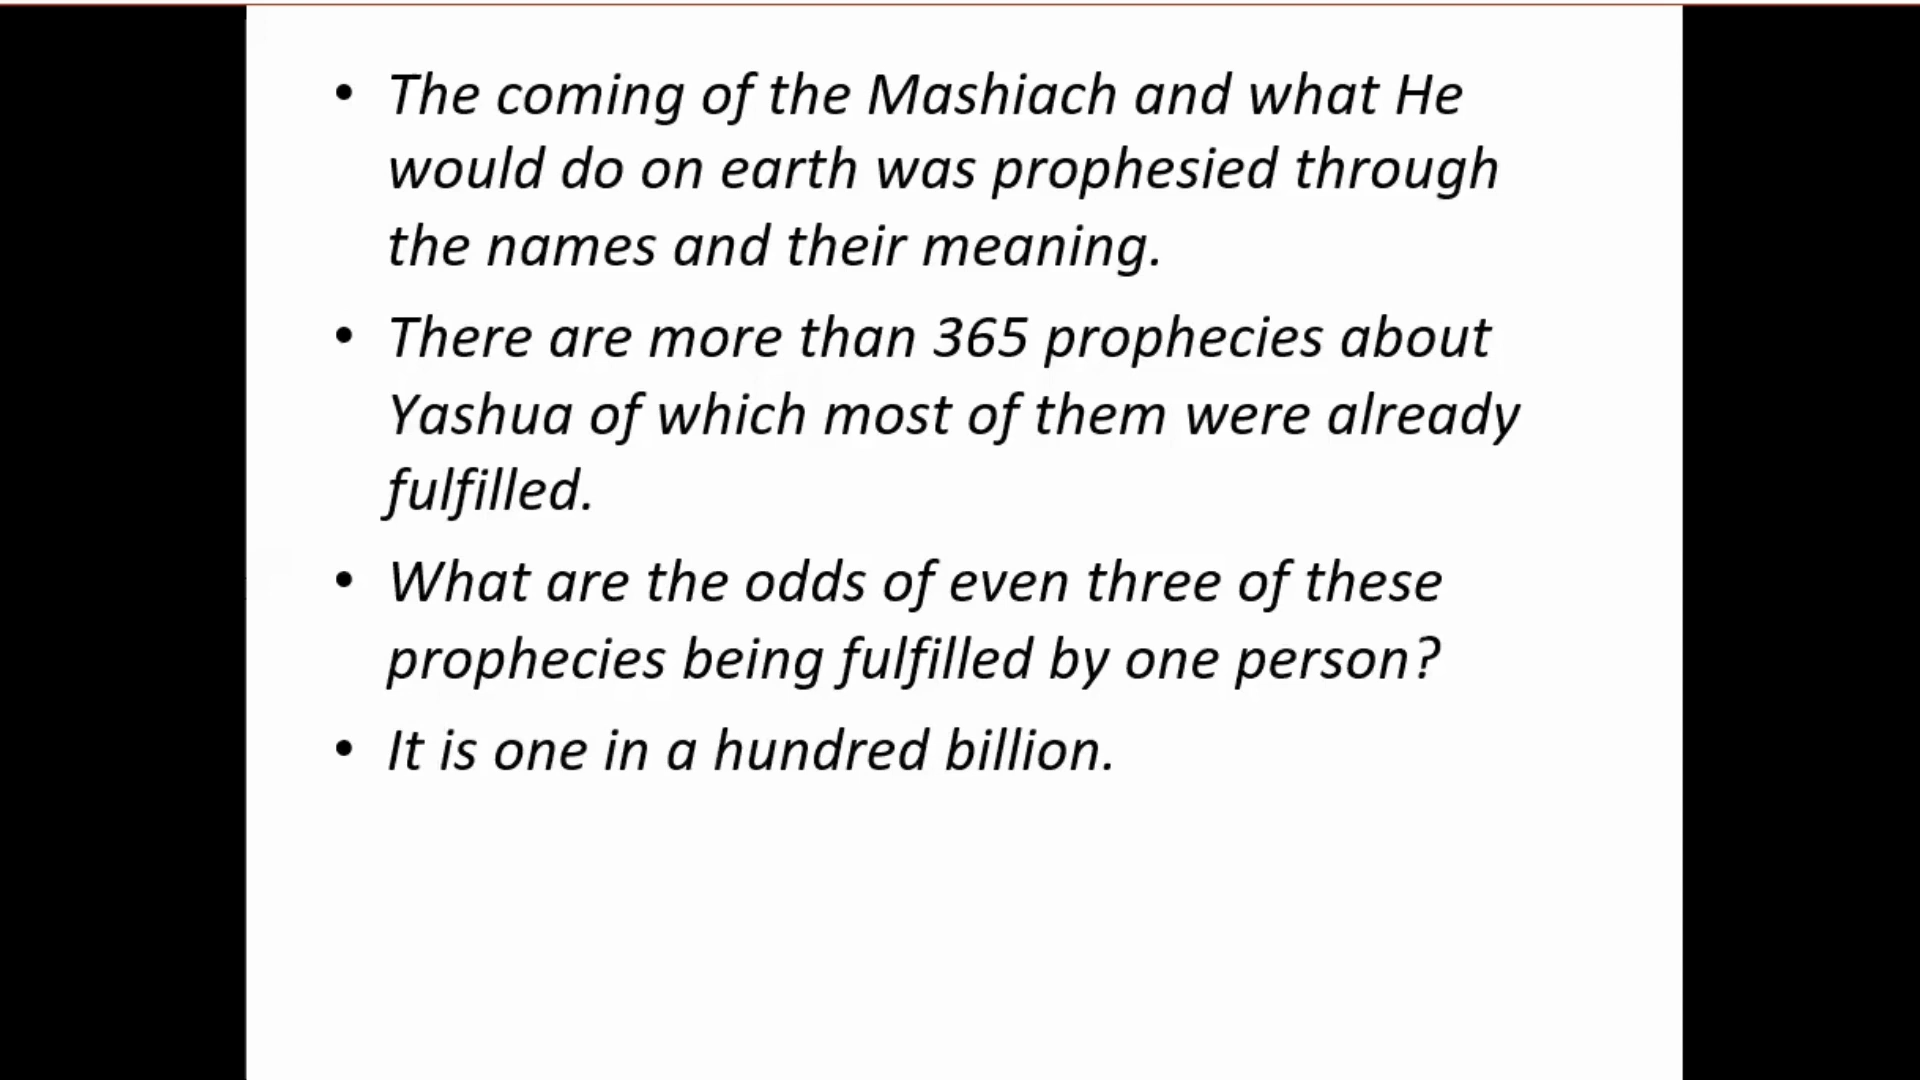 • The coming of the Mashiach and what He
would do on earth was prophesied through
the names and their meaning.
• There are more than 365 prophecies about
Yashua of which most of them were already
fulfilled.
• What are the odds of even three of these
prophecies being fulfilled by one person?
• It is one in a hundred billion.